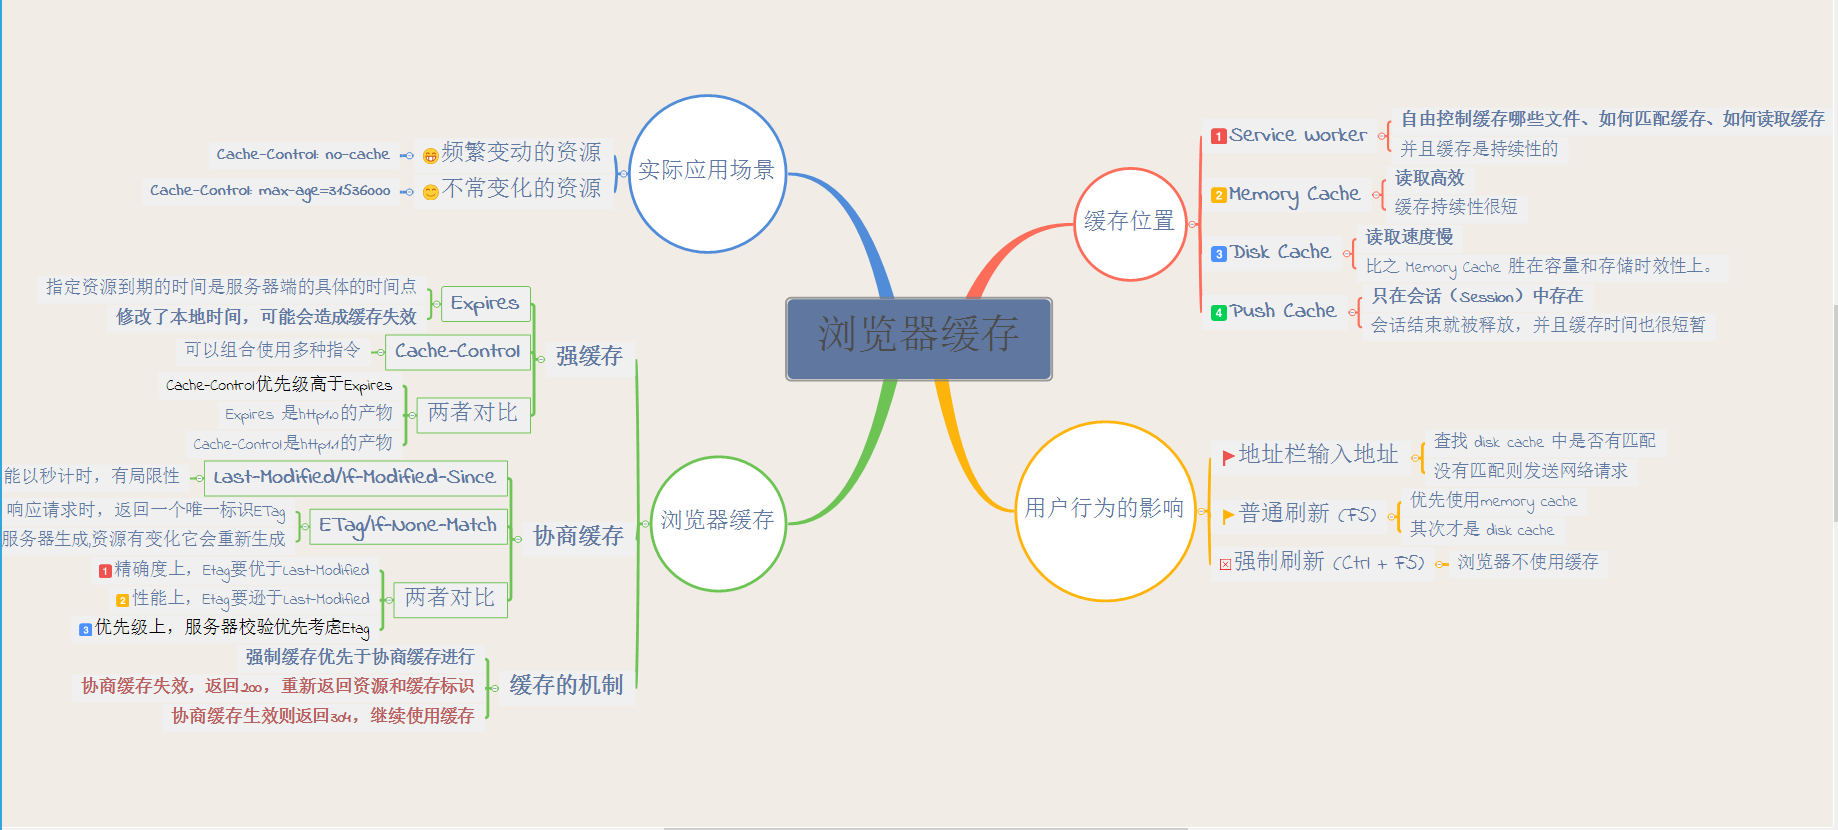 浏览器缓存
实际应用场景
频繁变动的资源
Cache-Control: no-cache
不常变化的资源
Cache-Control: max-age=31536000
缓存位置
1 Service Worker
自由控制缓存哪些文件、如何匹配缓存、如何读取缓存
并且缓存是持续性的
2 Memory Cache
读取高效
缓存持续性很短
3 Disk Cache
读取速度慢
比之 Memory Cache 胜在容量和存储时效性上。
4 Push Cache
只在会话（Session）中存在
会话结束就被释放，并且缓存时间也很短暂
用户行为的影响
地址栏输入地址
查找 disk cache 中是否有匹配
没有匹配则发送网络请求
普通刷新 (F5)
优先使用memory cache
其次才是 disk cache
强制刷新 (Ctrl + F5)
浏览器不使用缓存
浏览器缓存
强缓存
Expires
指定资源到期的时间是服务器端的具体的时间点
修改了本地时间，可能会造成缓存失效
Cache-Control
可以组合使用多种指令
两者对比
Cache-Control优先级高于Expires
Expires 是http1.0的产物
Cache-Control是http1.1的产物
协商缓存
Last-Modified/If-Modified-Since
能以秒计时，有局限性
ETag/If-None-Match
响应请求时，返回一个唯一标识ETag
服务器生成,资源有变化它会重新生成
两者对比
1 精确度上，Etag要优于Last-Modified
2 性能上，Etag要逊于Last-Modified
3 优先级上，服务器校验优先考虑Etag
缓存的机制
强制缓存优先于协商缓存进行
协商缓存失效，返回200，重新返回资源和缓存标识
协商缓存生效则返回304，继续使用缓存